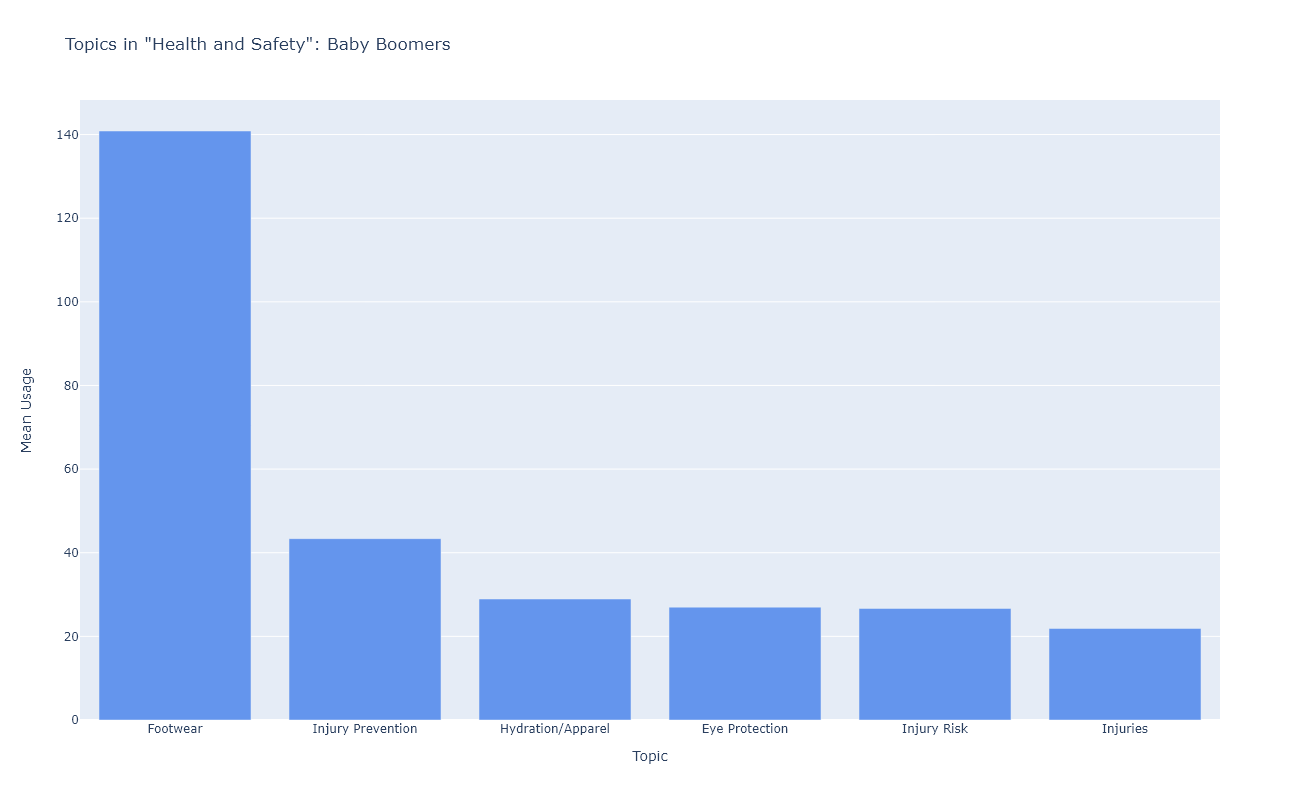 Topics in "Health and Safety": Baby Boomers
140
120
100
80
60
40
20
0
Mean Usage
Footwear
Injury Prevention
Hydration/Apparel
Eye Protection
Injury Risk
Injuries
Topic